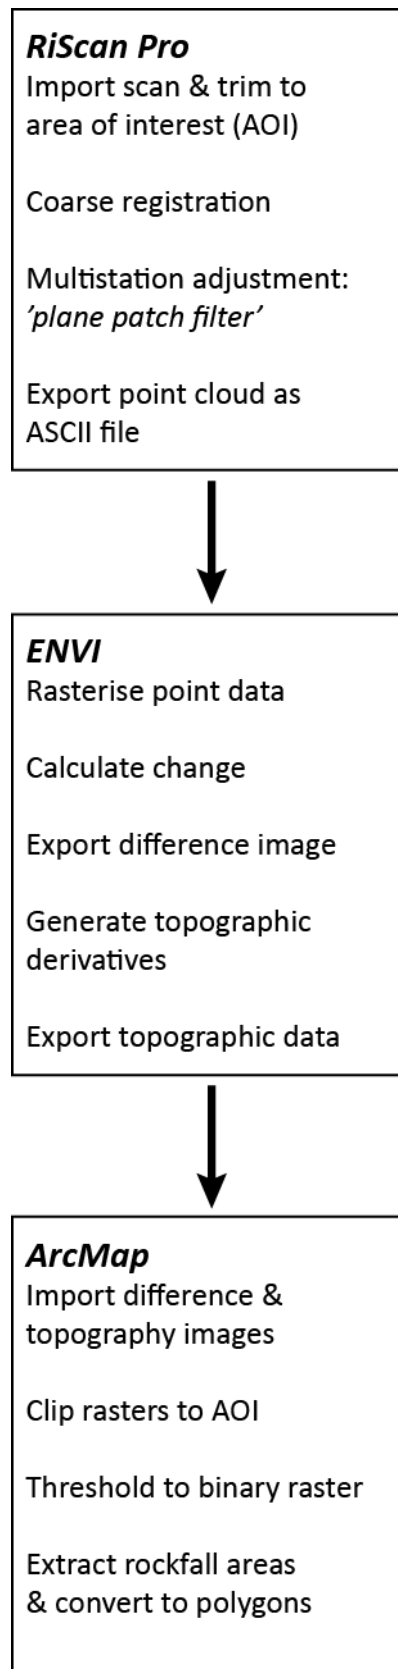 RiScan Pro
Import scan & trim to
area of interest (AOI)
Coarse registration
Multistation adjustment:
’plane patch filter’
Export point cloud as
ASCII file
ENVI
Rasterise point data
Calculate change
Export difference image
Generate topographic
derivatives
Export topographic data
ArcMap
Import difference &
topography images
Clip rasters to AOI
Threshold to binary raster
Extract rockfall areas
& convert to polygons